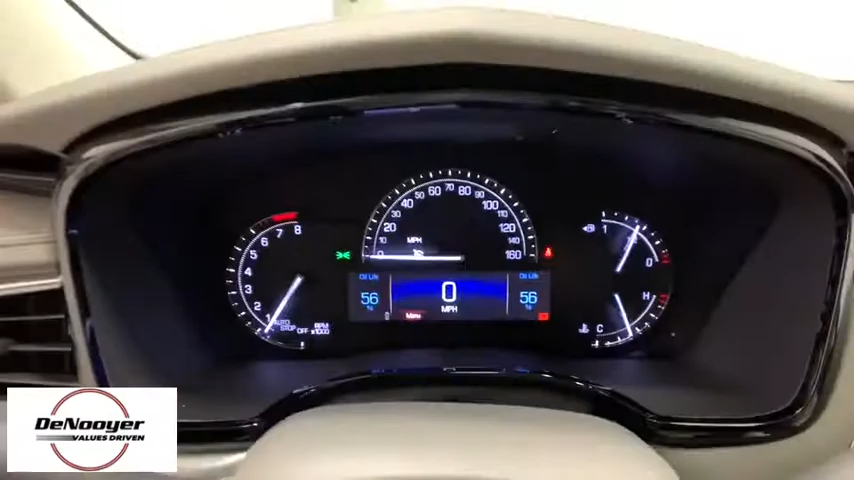 0 10 20 40 50 60 70 80 90 100 110 120 140 160
MPH
1 2 3 4 5 6 7 8
AUTO STOP OFF
RPM x1000
Oil Life
56
%
0
MPH
Menu
Oil Life
56
%
1 0
H
C
DeNooyer
VALUES DRIVEN